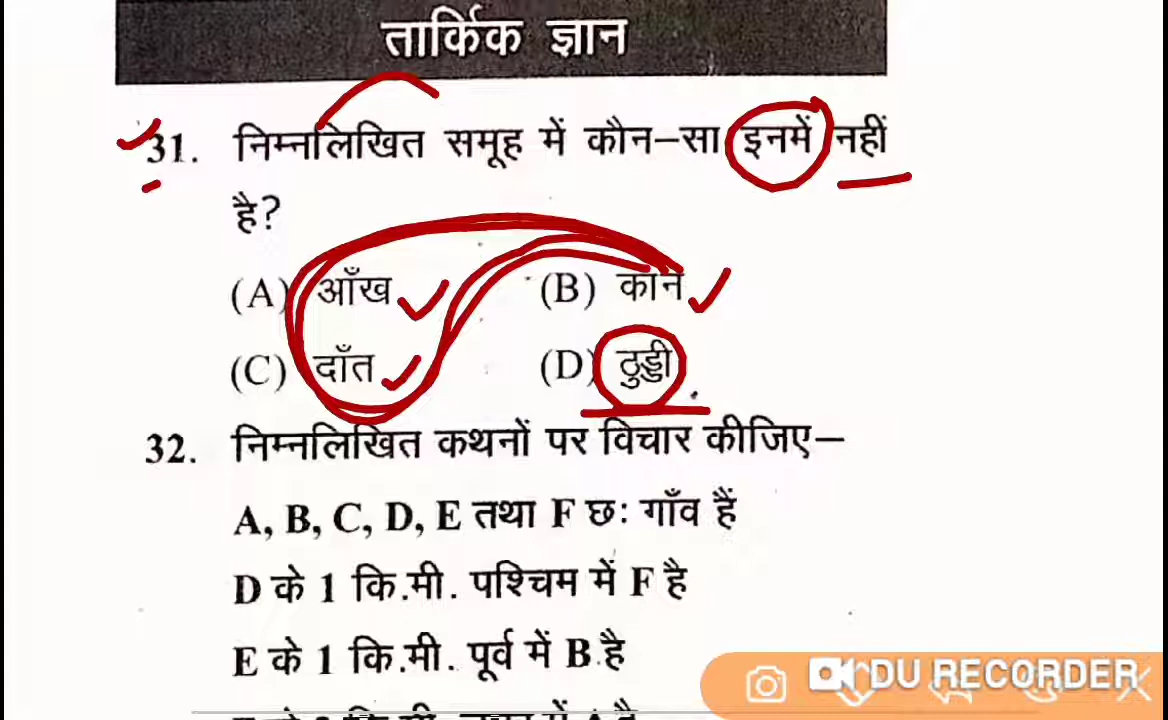 तार्किक ज्ञान
31. निम्नलिखित समूह में कौन–सा इनमें नहीं
है?
(A) आँख (B) कान
(C) दाँत (D) ठुड्डी
32. निम्नलिखित कथनों पर विचार कीजिए–
A, B, C, D, E तथा F छः गाँव हैं
D के 1 कि.मी. पश्चिम में F है
E के 1 कि.मी. पूर्व में B है
DU RECORDER